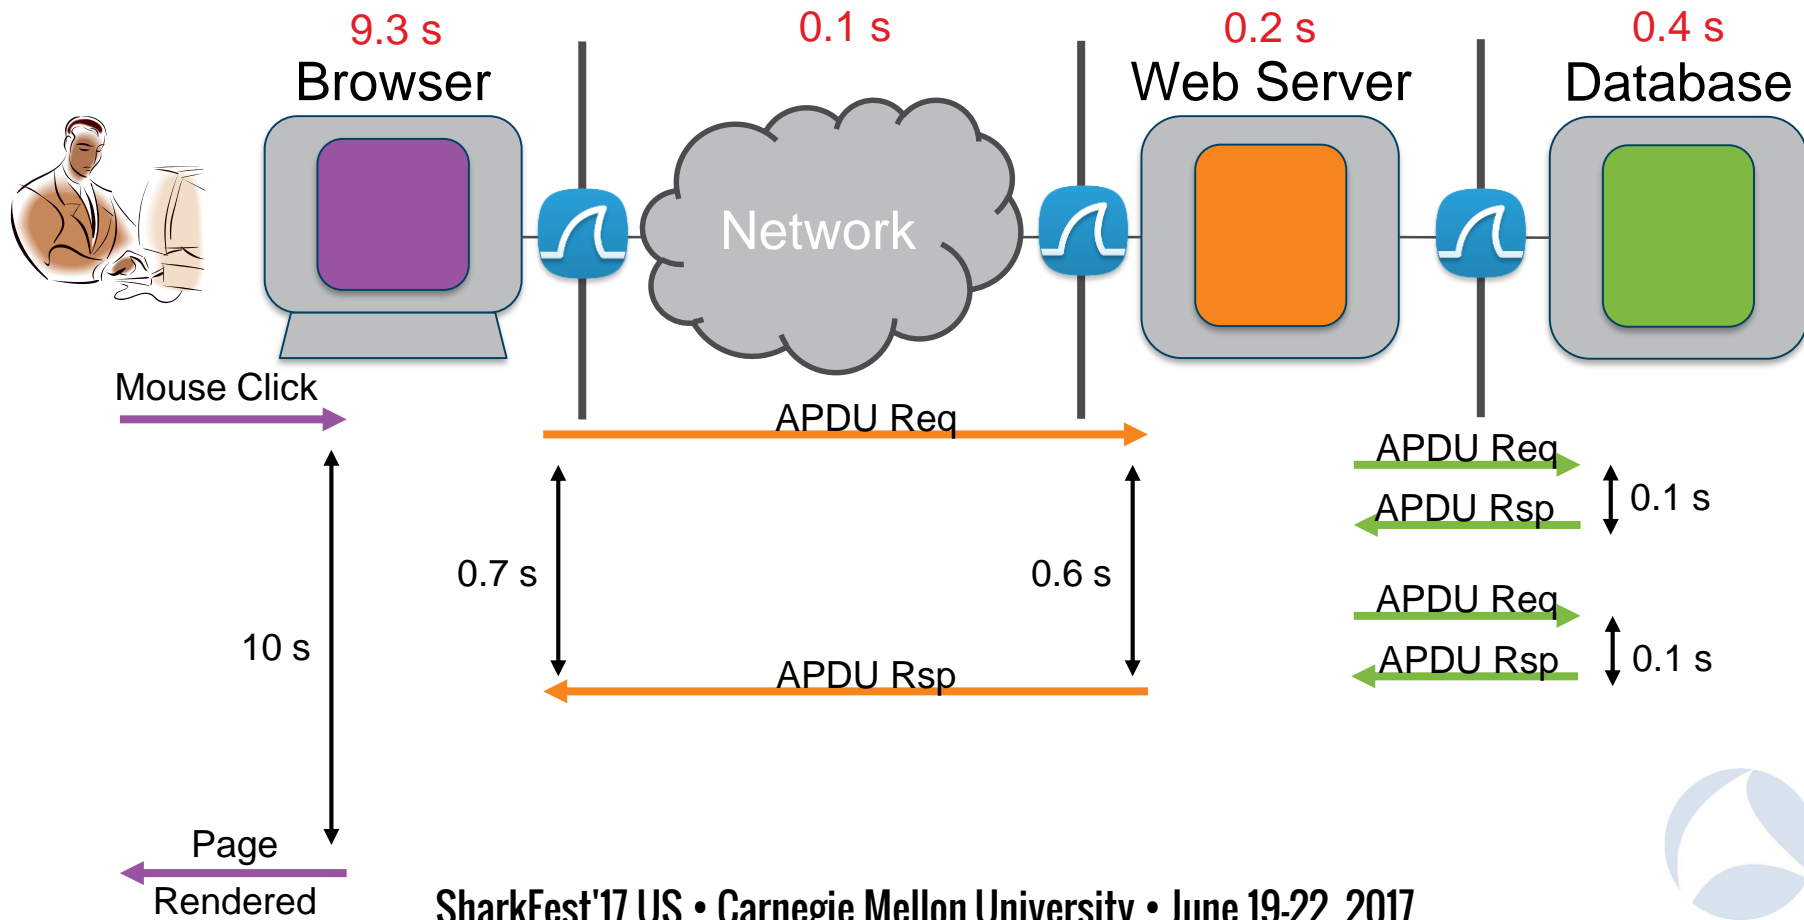 9.3 s
0.1 s
0.2 s
0.4 s
Browser
Web Server
Database
Network
Mouse Click
APDU Req
APDU Req
0.1 s
APDU Rsp
0.7 s
0.6 s
APDU Req
10 s
APDU Rsp
0.1 s
APDU Rsp
Page
Rendered
SharkFest'17 US • Carnegie Mellon University • June 19-22, 2017